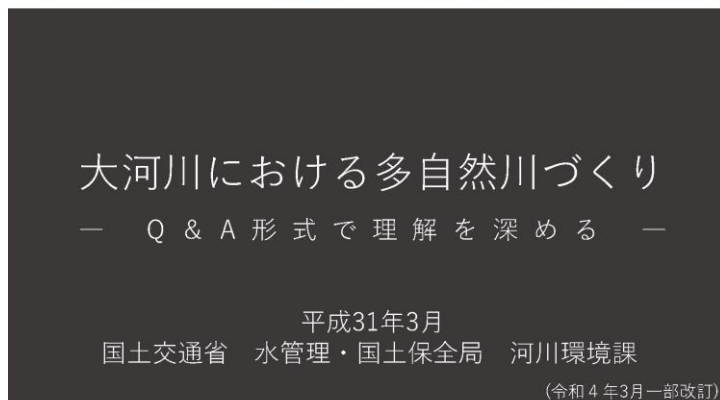 大河川における多自然川づくり
― Q＆A形式で理解を深める ―
平成31年3月
国土交通省　水管理・国土保全局　河川環境課
(令和４年3月一部改訂)